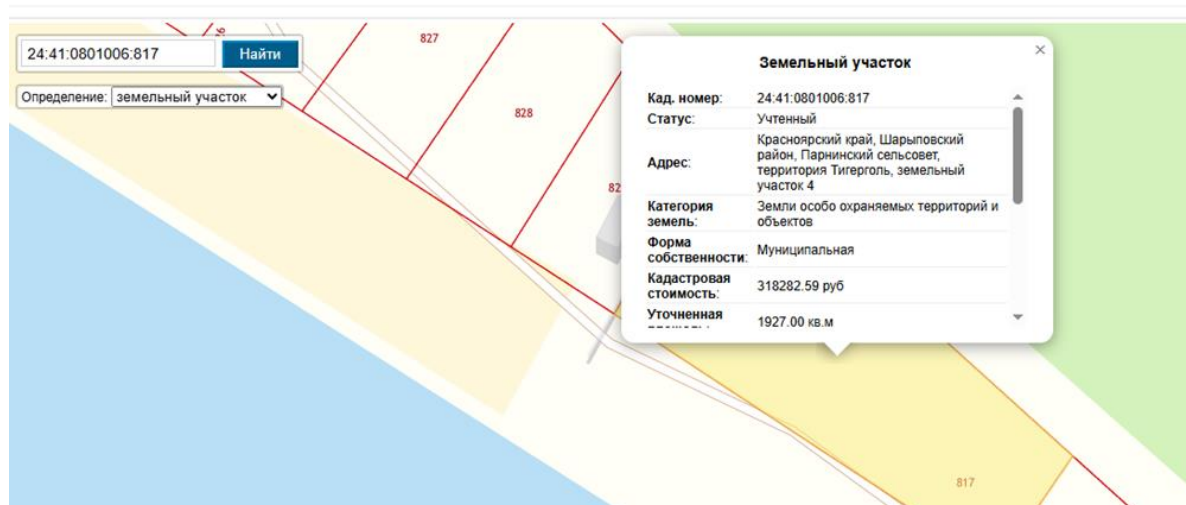 24:41:0801006:817
Найти
Определение: земельный участок
827
828
817
Земельный участок
Кад. номер: 24:41:0801006:817
Статус: Учтенный
Адрес: Красноярский край, Шарыповский
район, Парнинский сельсовет,
территория Тигерголь, земельный
участок 4
Категория земель: Земли особо охраняемых территорий и
объектов
Форма собственности: Муниципальная
Кадастровая стоимость: 318282.59 руб
Уточненная
1927.00 кв.м